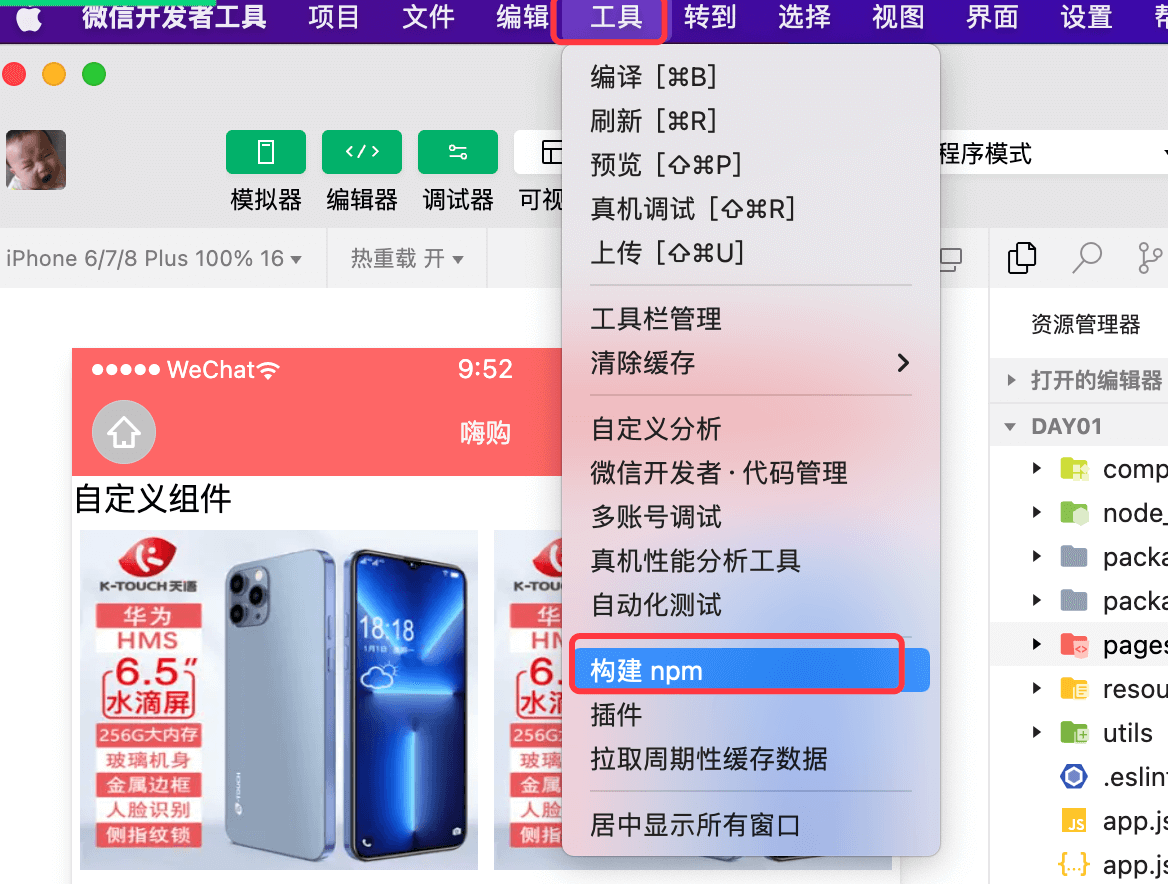 微信开发者工具 项目 文件 编辑 工具 转到 选择 视图 界面 设置
编译 [⌘B]
刷新 [⌘R]
预览 [⇧⌘P]
真机调试 [⇧⌘R]
上传 [⇧⌘U]
工具栏管理
清除缓存
自定义分析
微信开发者·代码管理
多账号调试
真机性能分析工具
自动化测试
构建 npm
插件
拉取周期性缓存数据
居中显示所有窗口
模拟器 编辑器 调试器 可视
程序模式
iPhone 6/7/8 Plus 100% 16 热重载 开
WeChat 9:52
嗨购
自定义组件
K-TOUCH 天语
华为
HMS
6.5"
水滴屏
256G大内存
玻璃机身
金属边框
人脸识别
侧指纹锁
18:18
K-TOUCH
K-TOUCH
华
HM
6.
水滴
256G
玻璃
金属
人脸
侧指
资源管理器
打开的编辑器
DAY01
comp
node_
packa
packa
pages
resou
utils
.eslint
JS app.js
{..} app.js